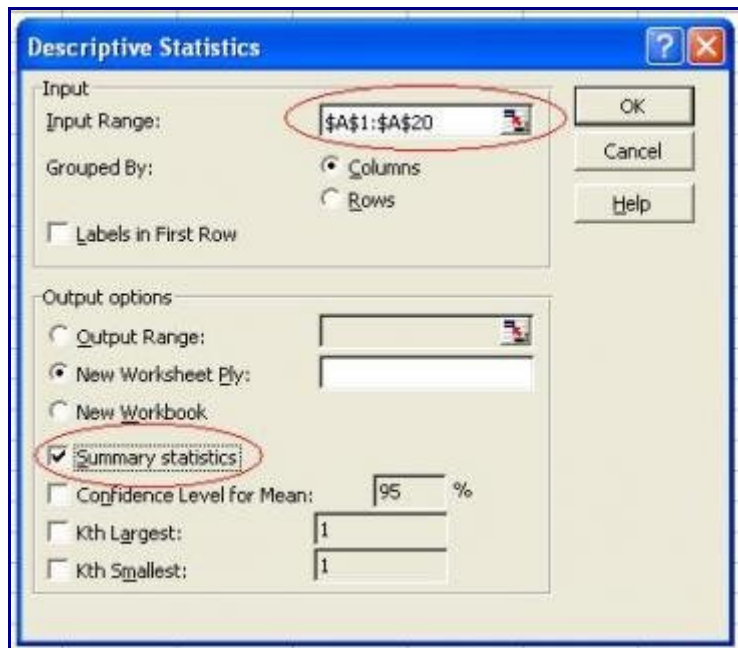 Descriptive Statistics
Input
Input Range: $A$1:$A$20
OK
Grouped By: Columns
Cancel
Rows
Help
Labels in First Row
Output options
Output Range:
New Worksheet Ply:
New Workbook
Summary statistics
Confidence Level for Mean: 95 %
Kth Largest: 1
Kth Smallest: 1